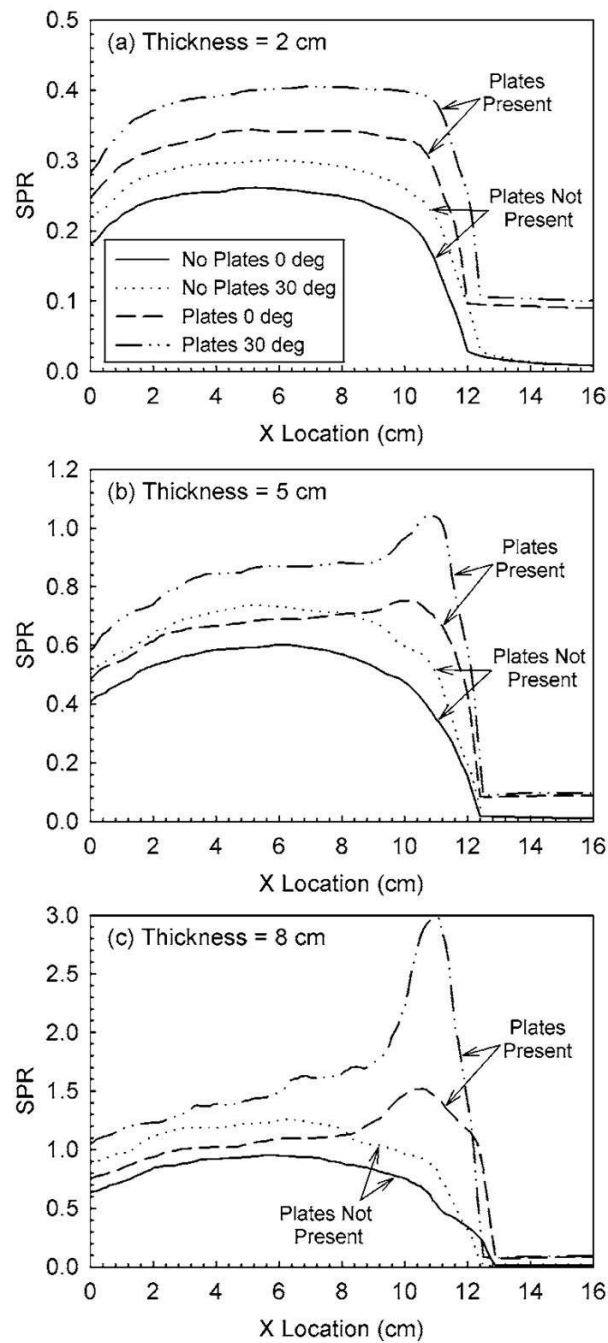 (a) Thickness = 2 cm
0.5
0.4
0.3
0.2
0.1
0.0
SPR
Plates
Present
Plates Not
Present
No Plates 0 deg
No Plates 30 deg
Plates 0 deg
Plates 30 deg
0 2 4 6 8 10 12 14 16
X Location (cm)
(b) Thickness = 5 cm
1.2
1.0
0.8
0.6
0.4
0.2
0.0
SPR
Plates
Present
Plates Not
Present
0 2 4 6 8 10 12 14 16
X Location (cm)
(c) Thickness = 8 cm
3.0
2.5
2.0
1.5
1.0
0.5
0.0
SPR
Plates
Present
Plates Not
Present
0 2 4 6 8 10 12 14 16
X Location (cm)